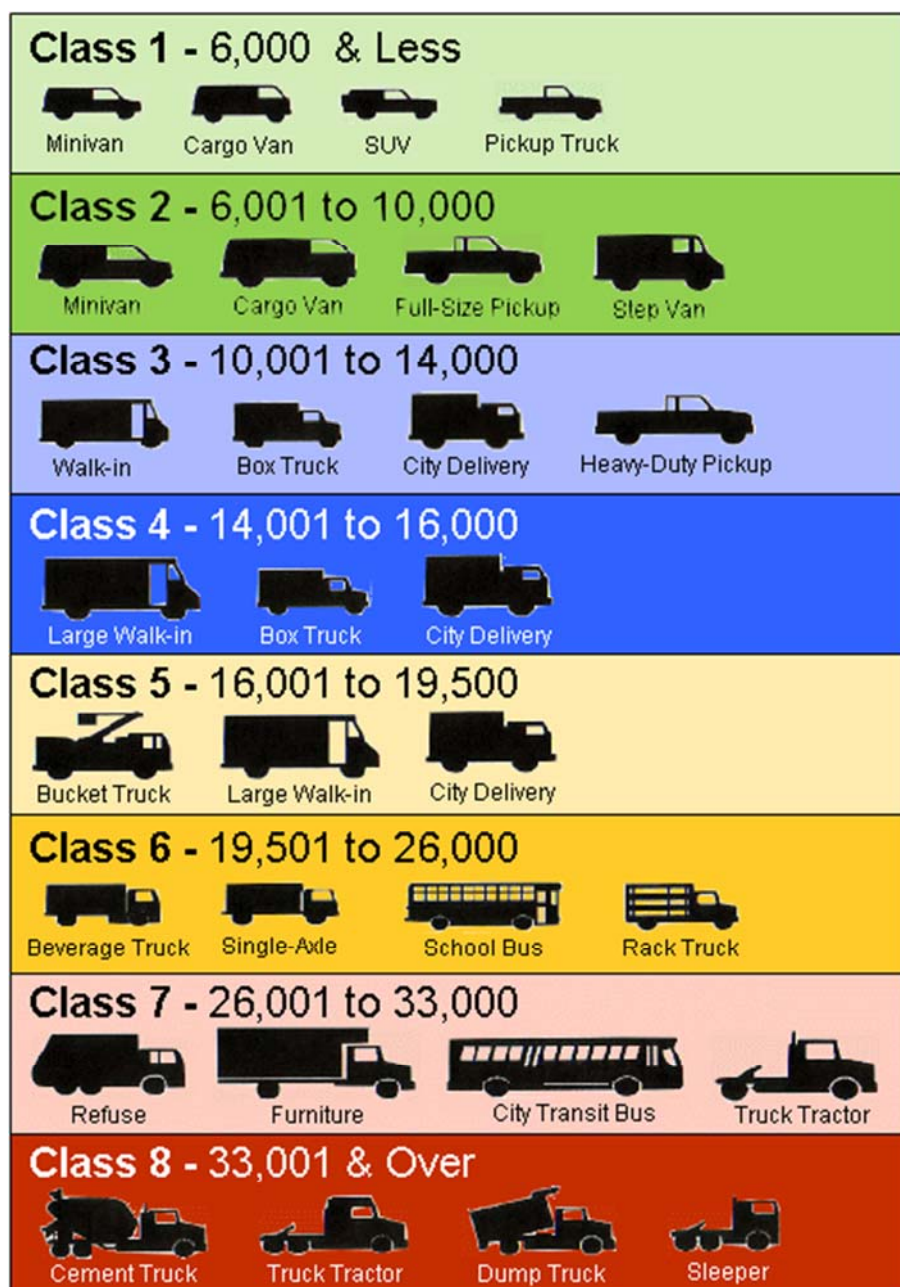 Class 1 - 6,000 & Less
Minivan Cargo Van SUV Pickup Truck
Class 2 - 6,001 to 10,000
Minivan Cargo Van Full-Size Pickup Step Van
Class 3 - 10,001 to 14,000
Walk-in Box Truck City Delivery Heavy-Duty Pickup
Class 4 - 14,001 to 16,000
Large Walk-in Box Truck City Delivery
Class 5 - 16,001 to 19,500
Bucket Truck Large Walk-in City Delivery
Class 6 - 19,501 to 26,000
Beverage Truck Single-Axle School Bus Rack Truck
Class 7 - 26,001 to 33,000
Refuse Furniture City Transit Bus Truck Tractor
Class 8 - 33,001 & Over
Cement Truck Truck Tractor Dump Truck Sleeper